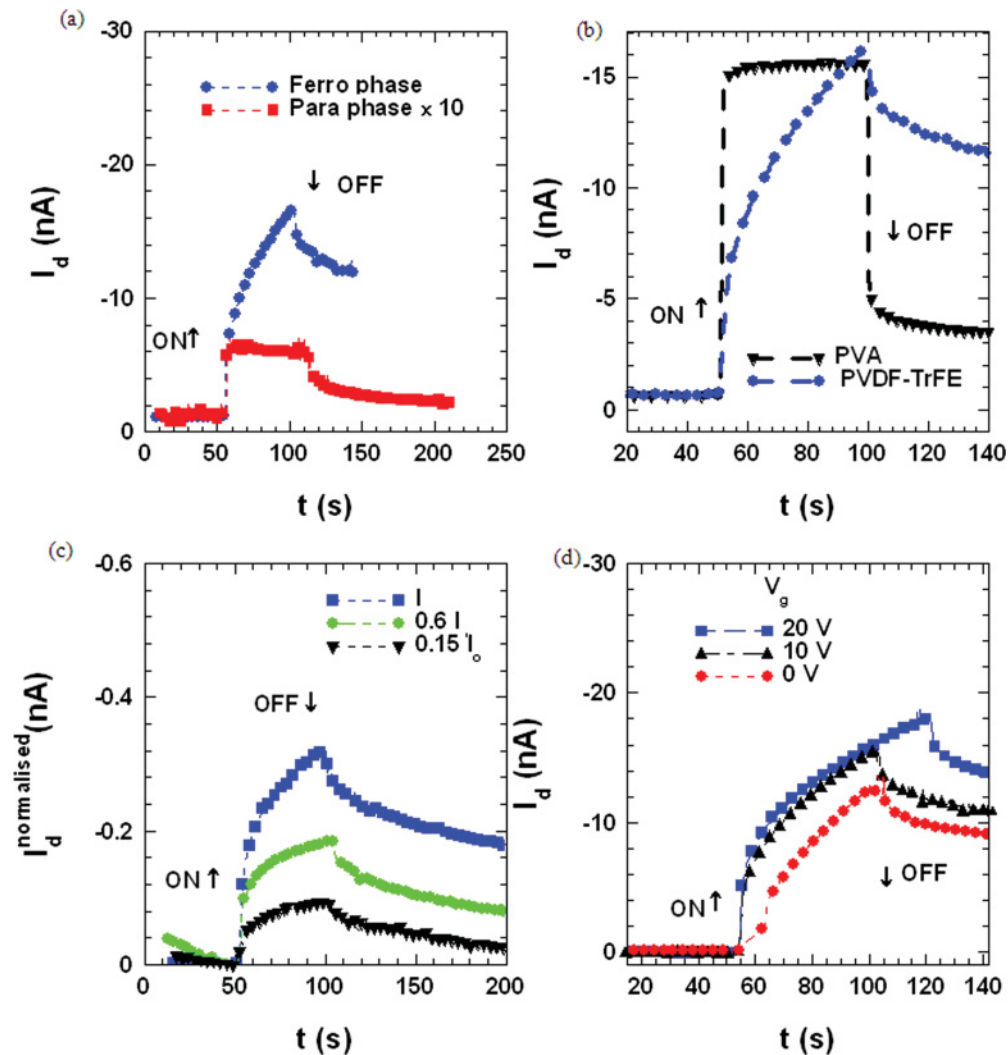 (a)
-30
-20
-10
0
I_d (nA)
Ferro phase
Para phase x 10
↓ OFF
ON↑
0 50 100 150 200 250
t (s)
(b)
-15
-10
-5
0
I_d (nA)
↓ OFF
ON ↑
PVA
PVDF-TrFE
20 40 60 80 100 120 140
t (s)
(c)
-0.6
-0.4
-0.2
0
I_d^normalised (nA)
I
0.6 I
0.15 I_o
OFF ↓
ON ↑
0 50 100 150 200
t (s)
(d)
-30
-20
-10
0
I_d (nA)
V_g
20 V
10 V
0 V
ON↑
↓ OFF
20 40 60 80 100 120 140
t (s)